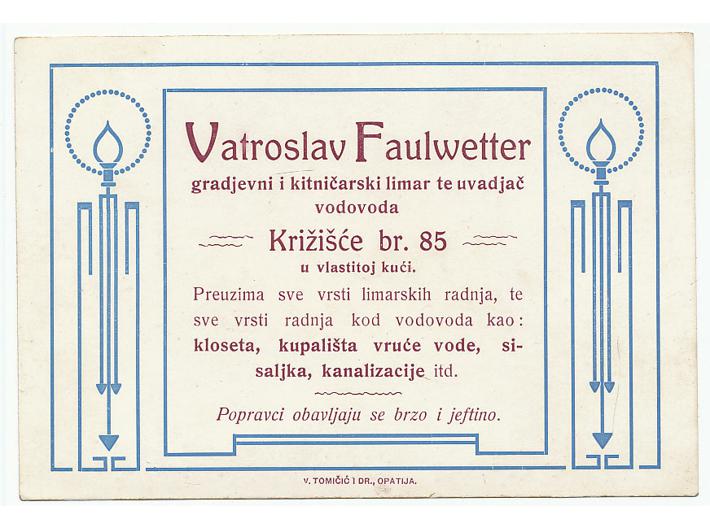 Vatroslav Faulwetter
gradjevni i kitničarski limar te uvadjač
vodovoda
Križišće br. 85
u vlastitoj kući.
Preuzima sve vrsti limarskih radnja, te
sve vrsti radnja kod vodovoda kao:
kloseta, kupališta vruće vode, si-
saljka, kanalizacije itd.
Popravci obavljaju se brzo i jeftino.
V. TOMIČIĆ I DR., OPATIJA.